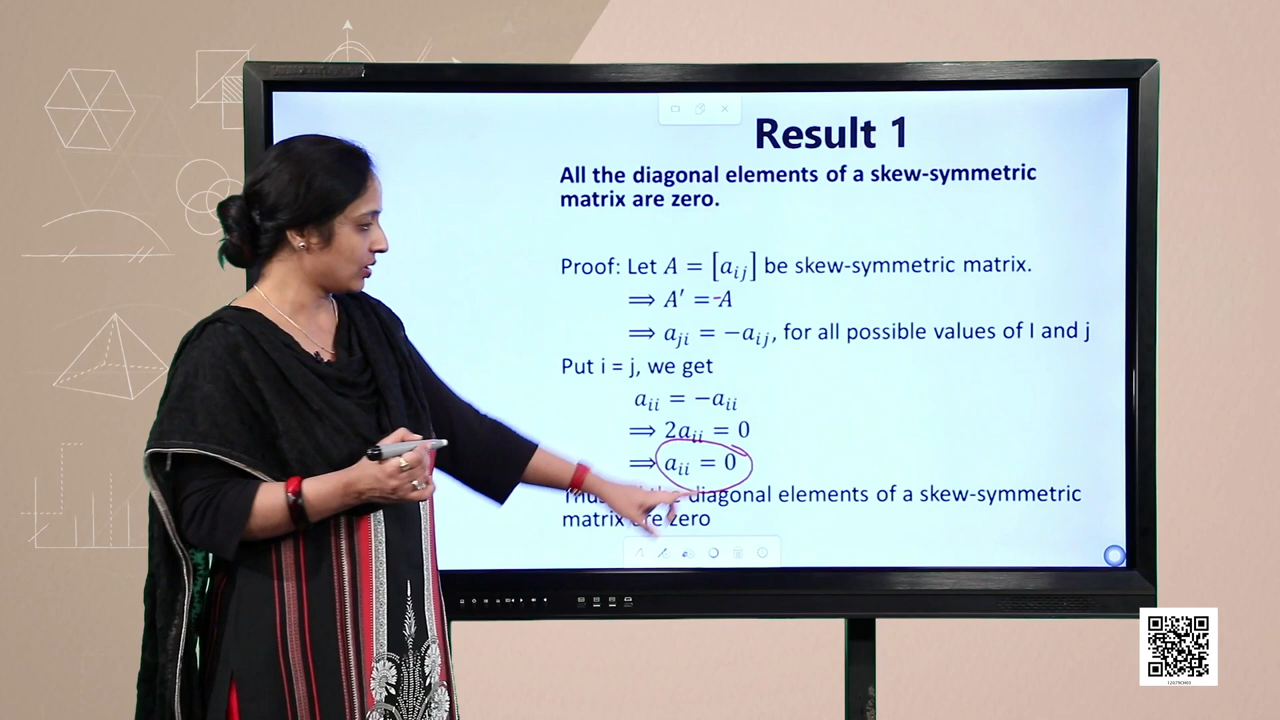 Result 1
All the diagonal elements of a skew-symmetric
matrix are zero.
Proof: Let A = [aᵢⱼ] be skew-symmetric matrix.
⟹ A′ =-A
⟹ aⱼᵢ = −aᵢⱼ, for all possible values of I and j
Put i = j, we get
aᵢᵢ = −aᵢᵢ
⟹ 2aᵢᵢ = 0
⟹ aᵢᵢ = 0
diagonal elements of a skew-symmetric
matrix are zero
12079CH03